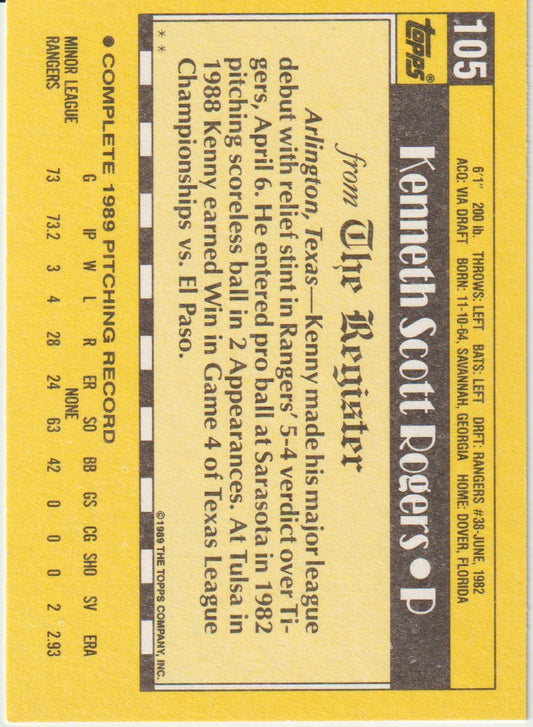 105
topps®
Kenneth Scott Rogers • P
6'1" 200 lb. THROWS: LEFT BATS: LEFT DRFT: RANGERS #38-JUNE, 1982
ACQ: VIA DRAFT BORN: 11-10-64, SAVANNAH, GEORGIA HOME: DOVER, FLORIDA
from The Register
Arlington, Texas—Kenny made his major league
debut with relief stint in Rangers' 5-4 verdict over Ti-
gers, April 6. He entered pro ball at Sarasota in 1982
pitching scoreless ball in 2 Appearances. At Tulsa in
1988 Kenny earned Win in Game 4 of Texas League
Championships vs. El Paso.
* *
©1989 THE TOPPS COMPANY, INC.
• COMPLETE 1989 PITCHING RECORD
G IP W L R ER SO BB GS CG SHO SV ERA
MINOR LEAGUE NONE
RANGERS 73 73.2 3 4 28 24 63 42 0 0 0 2 2.93